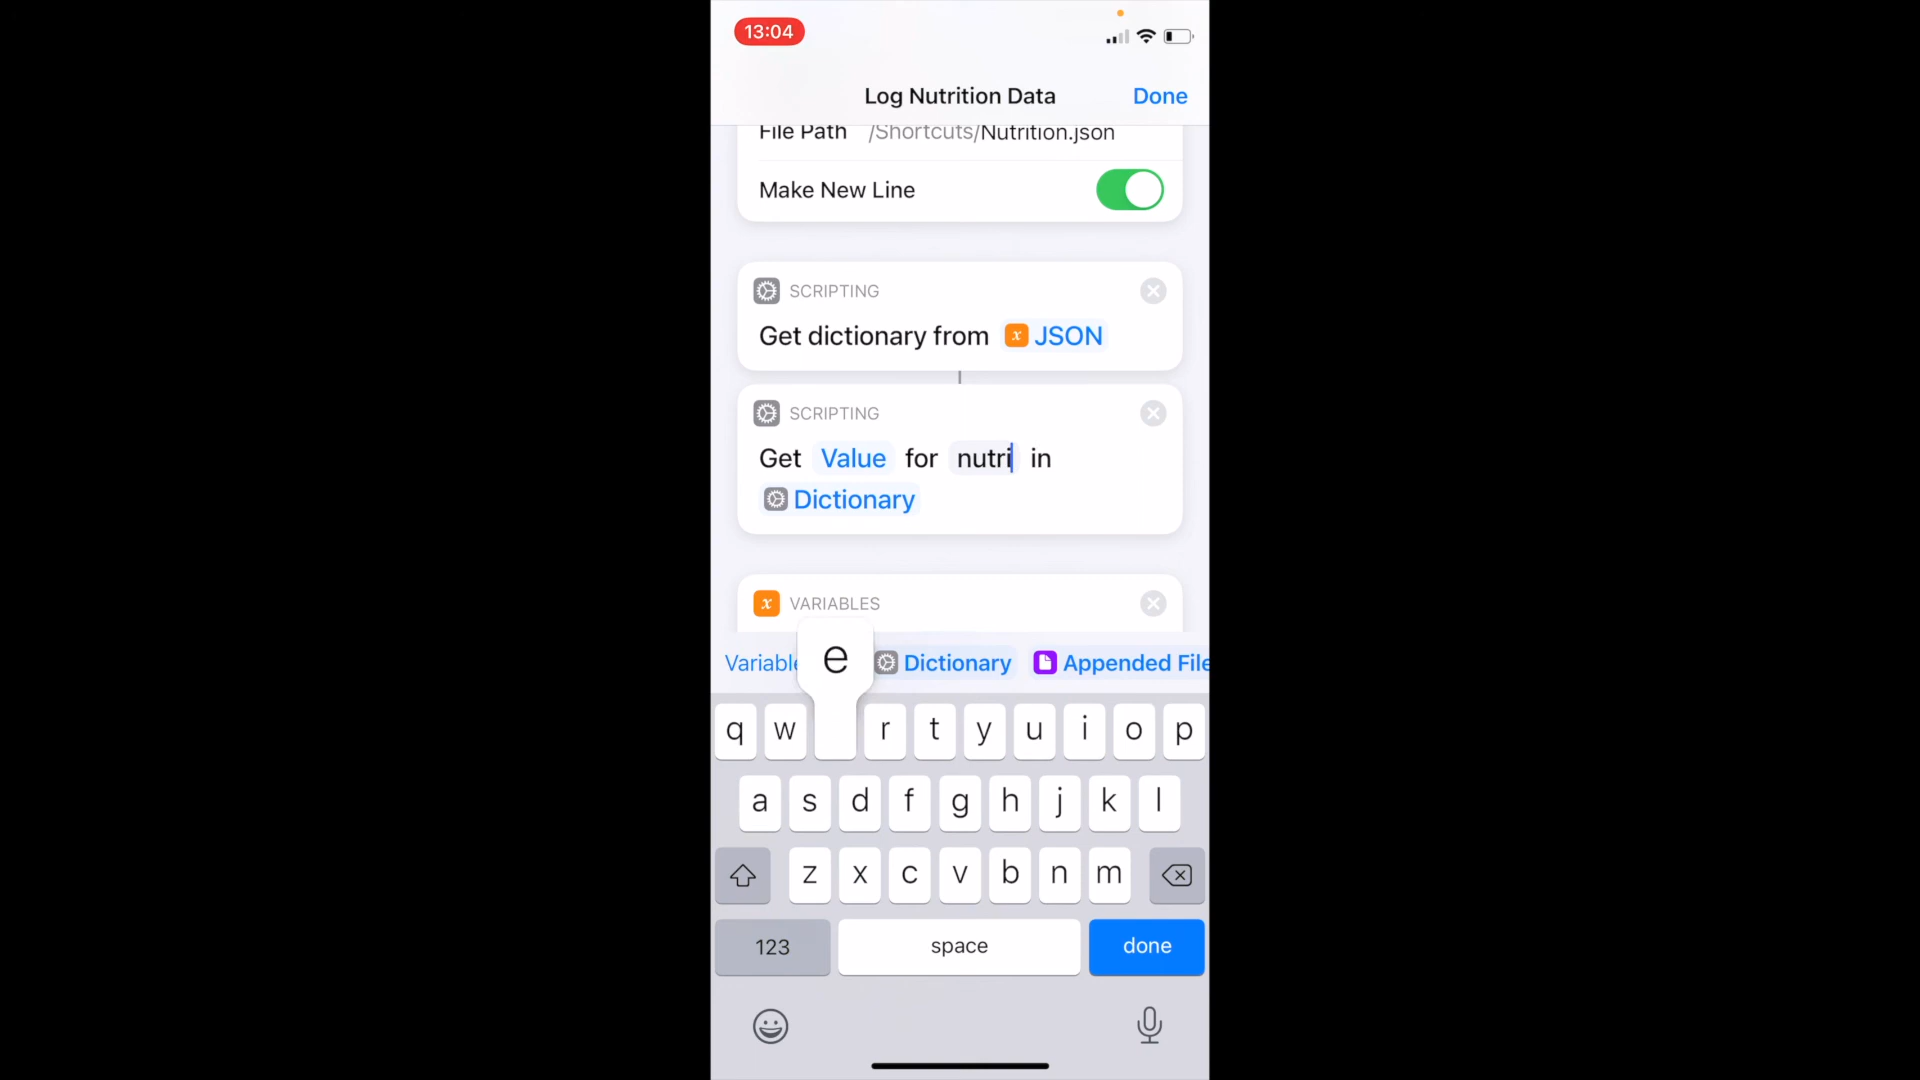 13:04
Log Nutrition Data
Done
File Path /Shortcuts/Nutrition.json
Make New Line
SCRIPTING
Get dictionary from x JSON
SCRIPTING
Get Value for nutri in
Dictionary
x VARIABLES
Variable e Dictionary Appended File
q w r t y u i o p
a s d f g h j k l
z x c v b n m
123 space done